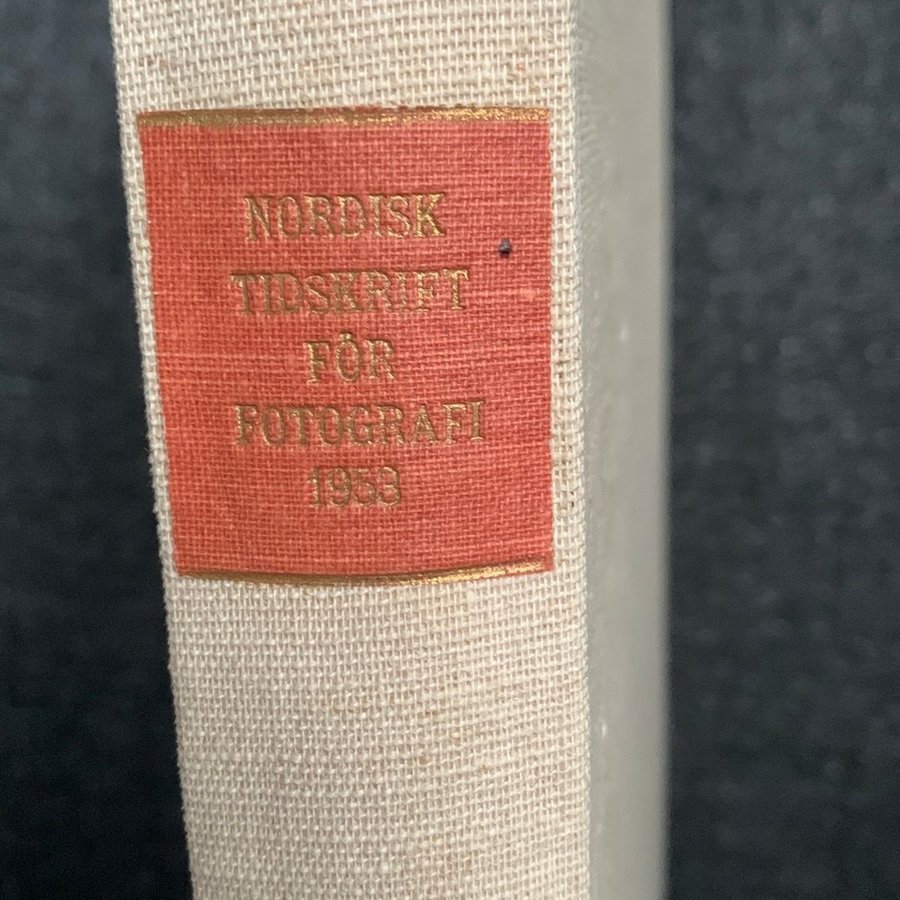 NORDISK
TIDSKRIFT
FÖR
FOTOGRAFI
1953